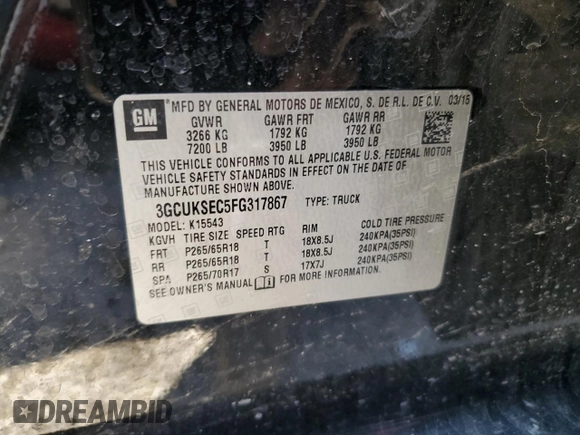 GM
MFD BY GENERAL MOTORS DE MEXICO, S. DE R.L. DE C.V. 03/15
GVWR GAWR FRT GAWR RR
3266 KG 1792 KG 1792 KG
7200 LB 3950 LB 3950 LB
THIS VEHICLE CONFORMS TO ALL APPLICABLE U.S. FEDERAL MOTOR
VEHICLE SAFETY STANDARDS IN EFFECT ON THE DATE OF
MANUFACTURE SHOWN ABOVE.
3GCUKSEC5FG317867 TYPE: TRUCK
MODEL: K15543
KGVH TIRE SIZE SPEED RTG RIM COLD TIRE PRESSURE
FRT P265/65R18 T 18X8.5J 240KPA(35PSI)
RR P265/65R18 T 18X8.5J 240KPA(35PSI)
SPA P265/70R17 S 17X7J 240KPA(35PSI)
SEE OWNER'S MANUAL FOR MORE INFORMATION.
DREAMBID